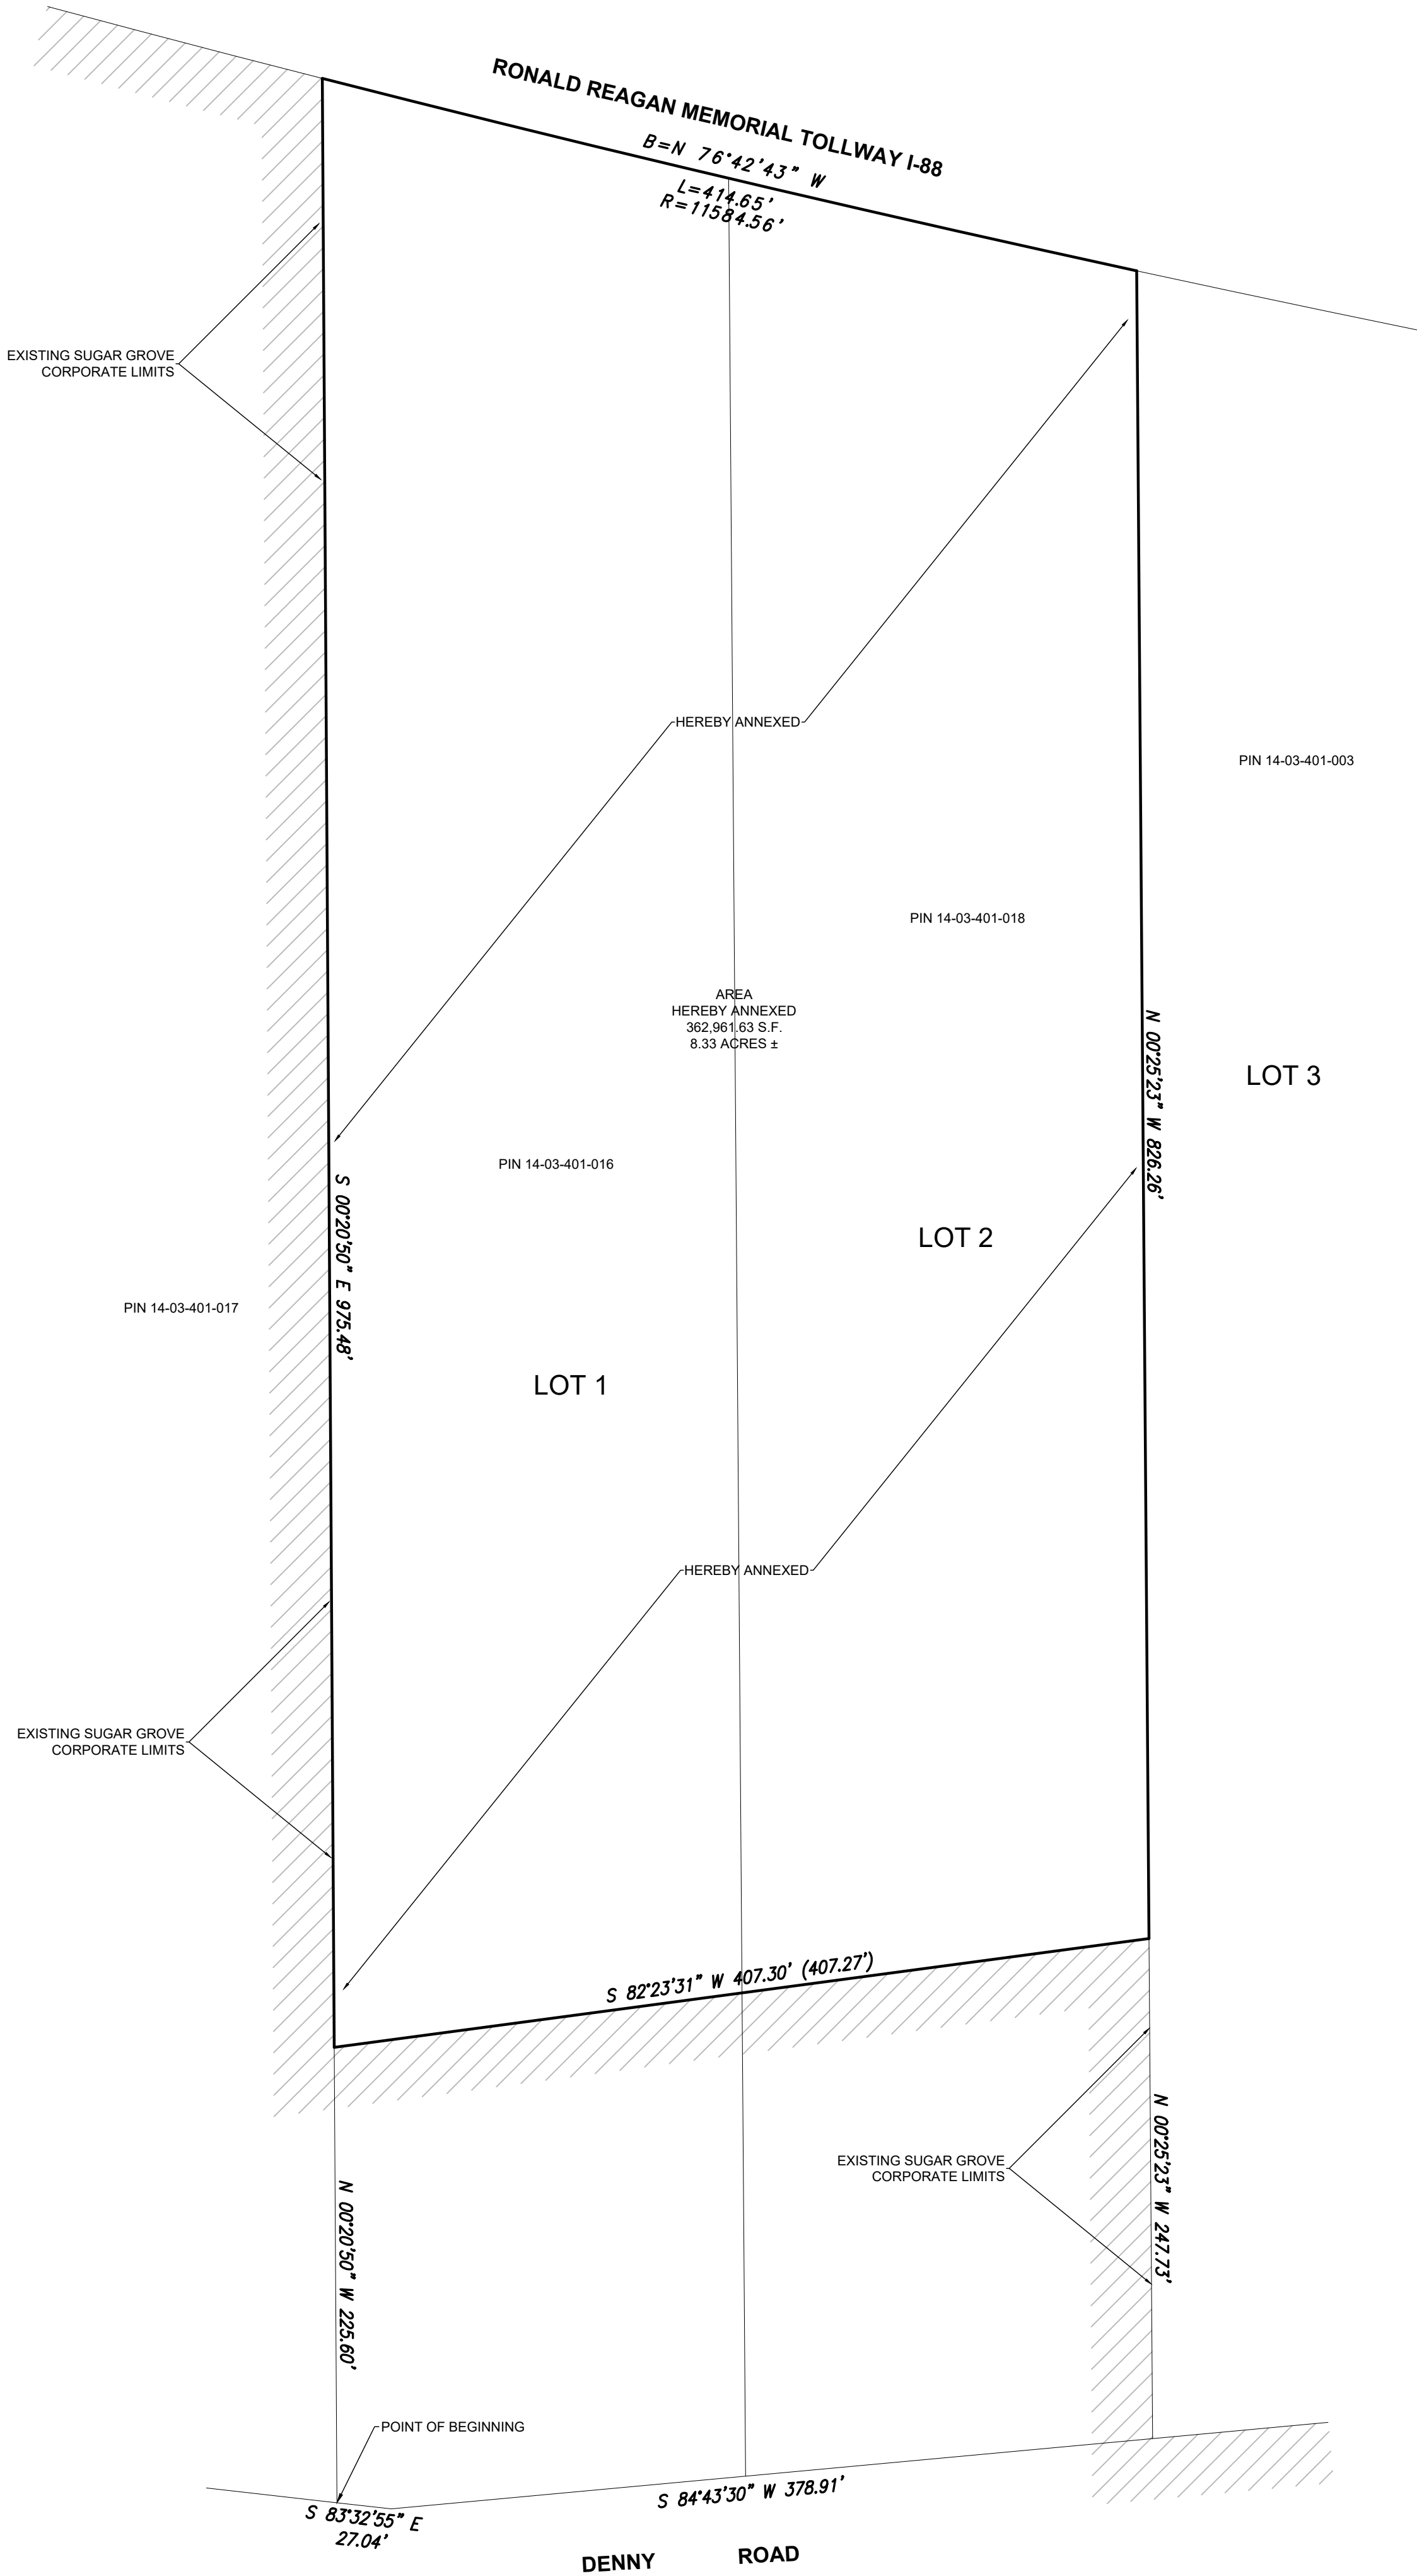 RONALD REAGAN MEMORIAL TOLLWAY I-88
B=N 76°42'43" W
L=414.65'
R=11584.56'
EXISTING SUGAR GROVE
CORPORATE LIMITS
HEREBY ANNEXED
PIN 14-03-401-003
PIN 14-03-401-018
AREA
HEREBY ANNEXED
362,961.63 S.F.
8.33 ACRES ±
N 00°25'23" W 826.26'
LOT 3
PIN 14-03-401-016
S 00°20'50" E 975.48'
LOT 2
PIN 14-03-401-017
LOT 1
HEREBY ANNEXED
EXISTING SUGAR GROVE
CORPORATE LIMITS
S 82°23'31" W 407.30' (407.27')
EXISTING SUGAR GROVE
CORPORATE LIMITS
N 00°25'23" W 247.73'
N 00°20'50" W 225.60'
POINT OF BEGINNING
S 84°43'30" W 378.91'
S 83°32'55" E
27.04'
DENNY ROAD